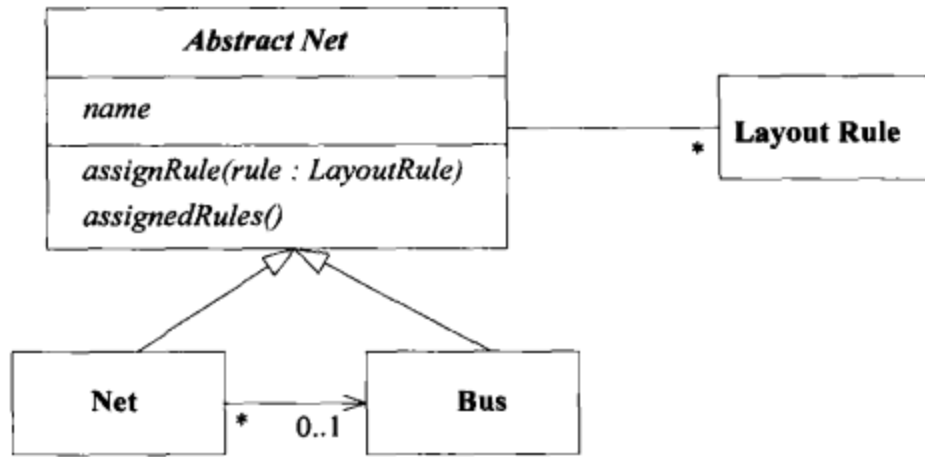 Abstract Net
name
assignRule(rule : LayoutRule)
assignedRules()
*
Layout Rule
Net
*
0..1
Bus